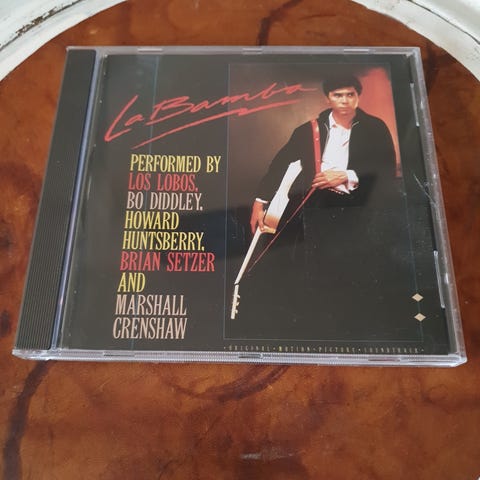 La Bamba
PERFORMED BY
LOS LOBOS,
BO DIDDLEY,
HOWARD
HUNTSBERRY,
BRIAN SETZER
AND
MARSHALL
CRENSHAW
• ORIGINAL • MOTION • PICTURE • SOUNDTRACK •